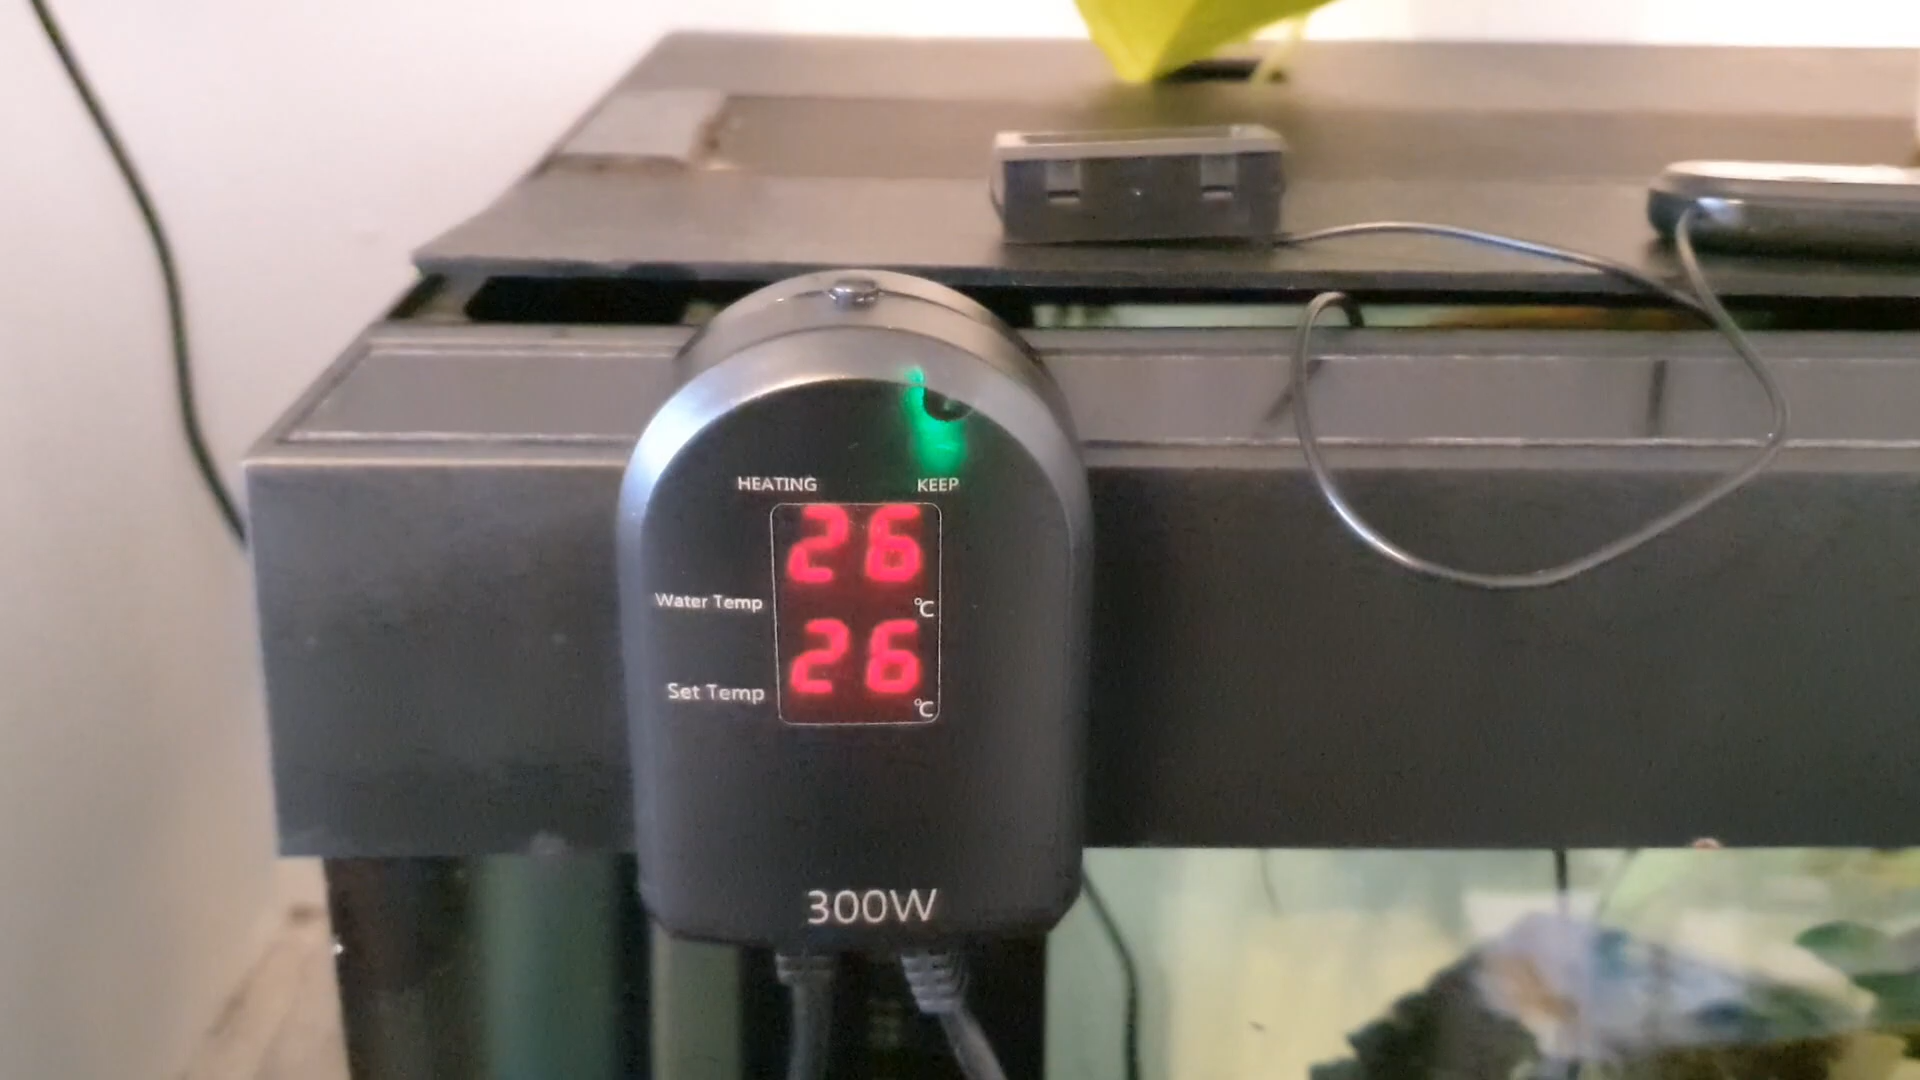 HEATING KEEP
26
Water Temp °C
26
Set Temp °C
300W